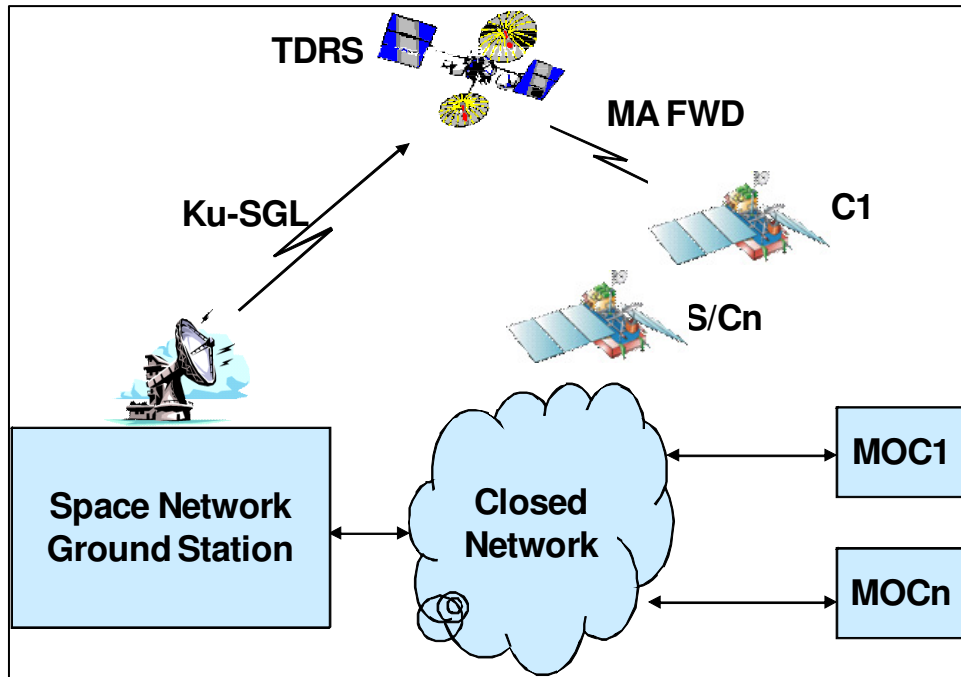 TDRS
MA FWD
Ku-SGL
C1
S/Cn
Space Network
Ground Station
Closed
Network
MOC1
MOCn